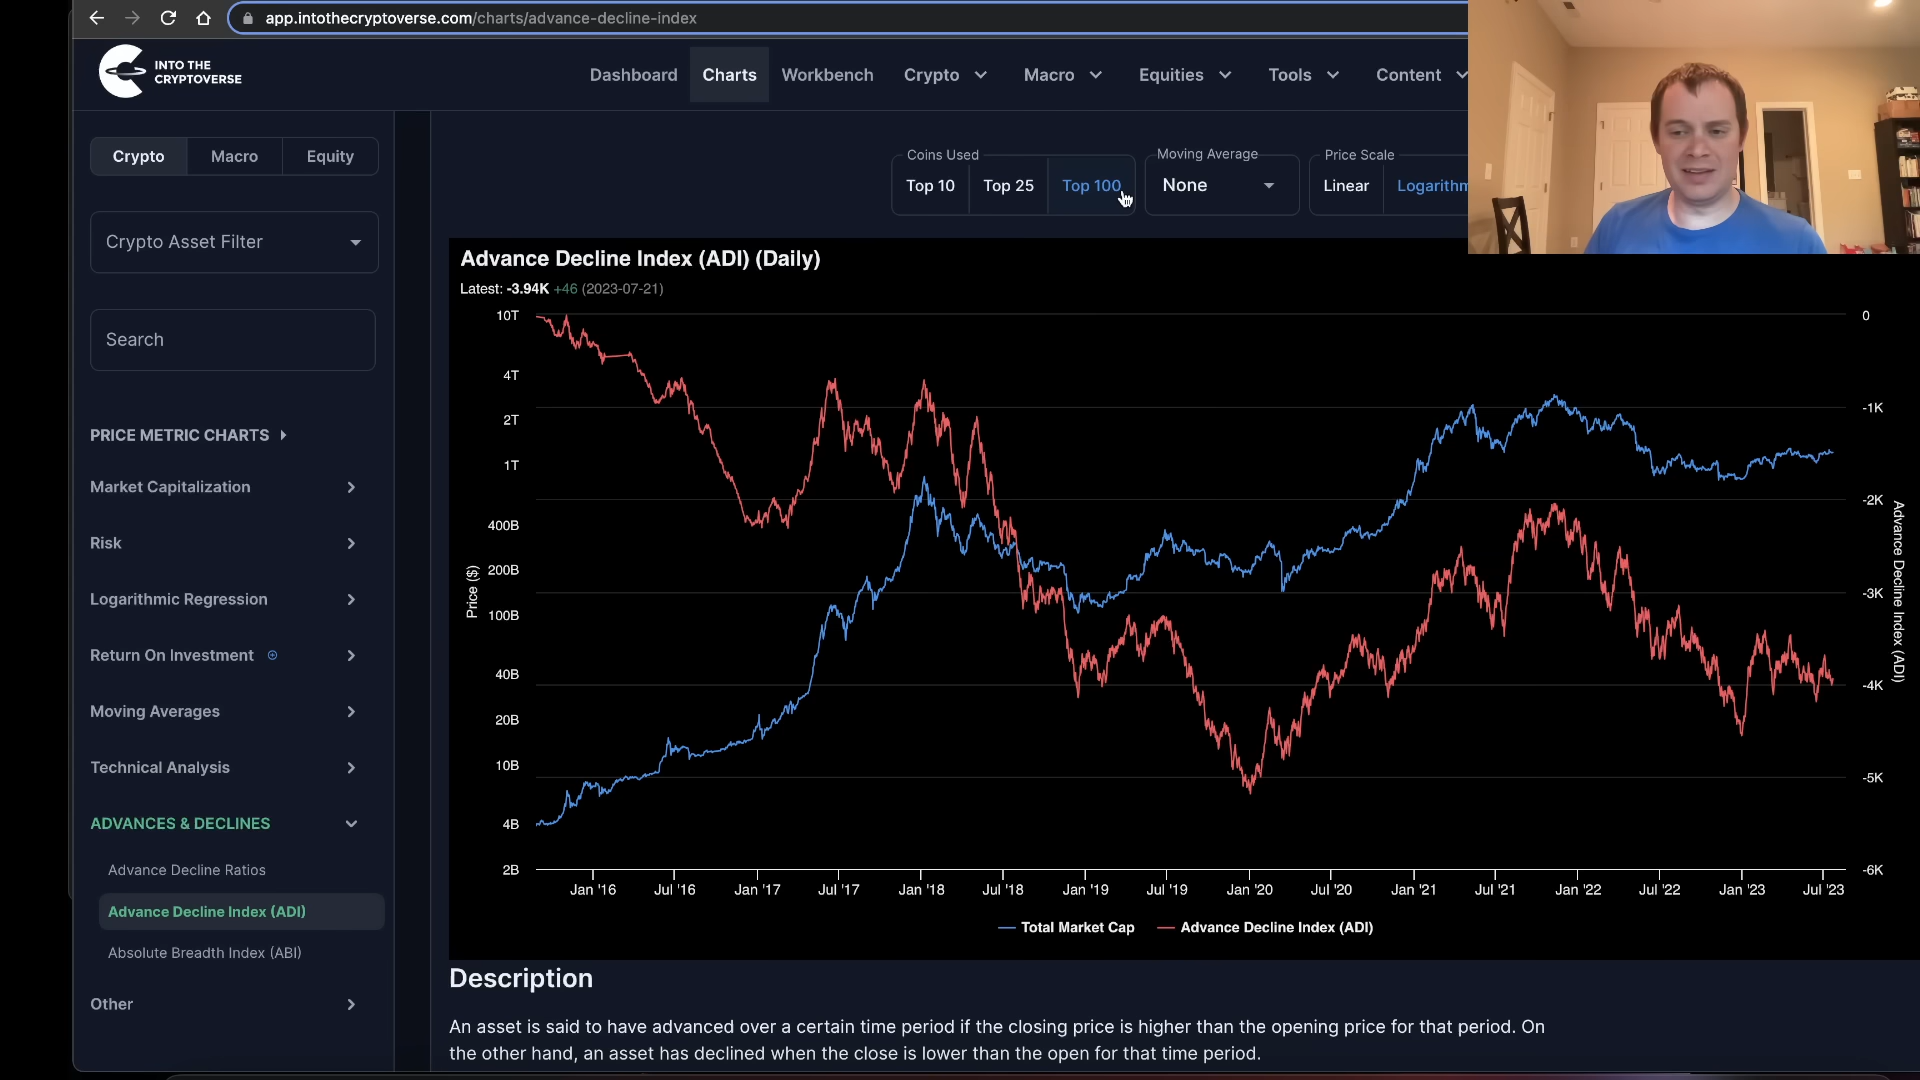 app.intothecryptoverse.com/charts/advance-decline-index
INTO THE
CRYPTOVERSE
Dashboard
Charts
Workbench
Crypto
Macro
Equities
Tools
Content
Crypto
Macro
Equity
Crypto Asset Filter
Search
PRICE METRIC CHARTS
Market Capitalization
Risk
Logarithmic Regression
Return On Investment
Moving Averages
Technical Analysis
ADVANCES & DECLINES
Advance Decline Ratios
Advance Decline Index (ADI)
Absolute Breadth Index (ABI)
Other
Coins Used
Top 10
Top 25
Top 100
Moving Average
None
Price Scale
Linear
Logarithm
Advance Decline Index (ADI) (Daily)
Latest: -3.94K +46 (2023-07-21)
10T
4T
2T
1T
400B
200B
100B
40B
20B
10B
4B
2B
Price ($)
0
-1K
-2K
-3K
-4K
-5K
-6K
Advance Decline Index (ADI)
Jan '16
Jul '16
Jan '17
Jul '17
Jan '18
Jul '18
Jan '19
Jul '19
Jan '20
Jul '20
Jan '21
Jul '21
Jan '22
Jul '22
Jan '23
Jul '23
Total Market Cap
Advance Decline Index (ADI)
Description
An asset is said to have advanced over a certain time period if the closing price is higher than the opening price for that period. On
the other hand, an asset has declined when the close is lower than the open for that time period.